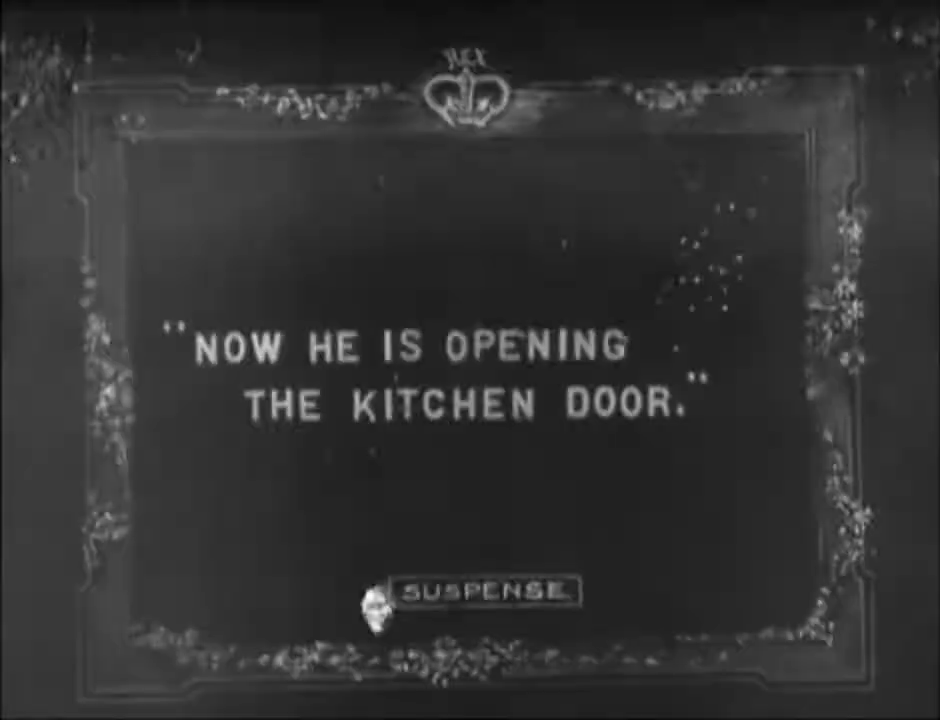 REX
"NOW HE IS OPENING
THE KITCHEN DOOR."
SUSPENSE